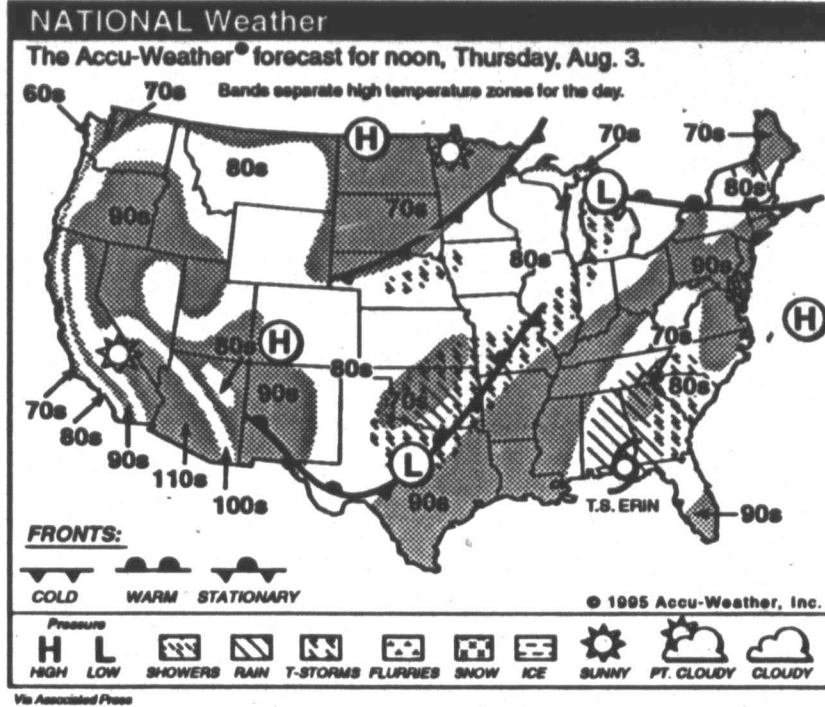 NATIONAL Weather
The Accu-Weather® forecast for noon, Thursday, Aug. 3.
Bands separate high temperature zones for the day.
60s
70s
H
70s
70s
80s
L
80s
90s
70s
80s
90s
H
80s
H
70s
80s
90s
70s
80s
70s
80s
90s
110s
100s
L
90s
T.S. ERIN
90s
FRONTS:
COLD WARM STATIONARY
© 1995 Accu-Weather, Inc.
Pressure
H L
HIGH LOW SHOWERS RAIN T-STORMS FLURRIES SNOW ICE SUNNY PT. CLOUDY CLOUDY
Via Associated Press